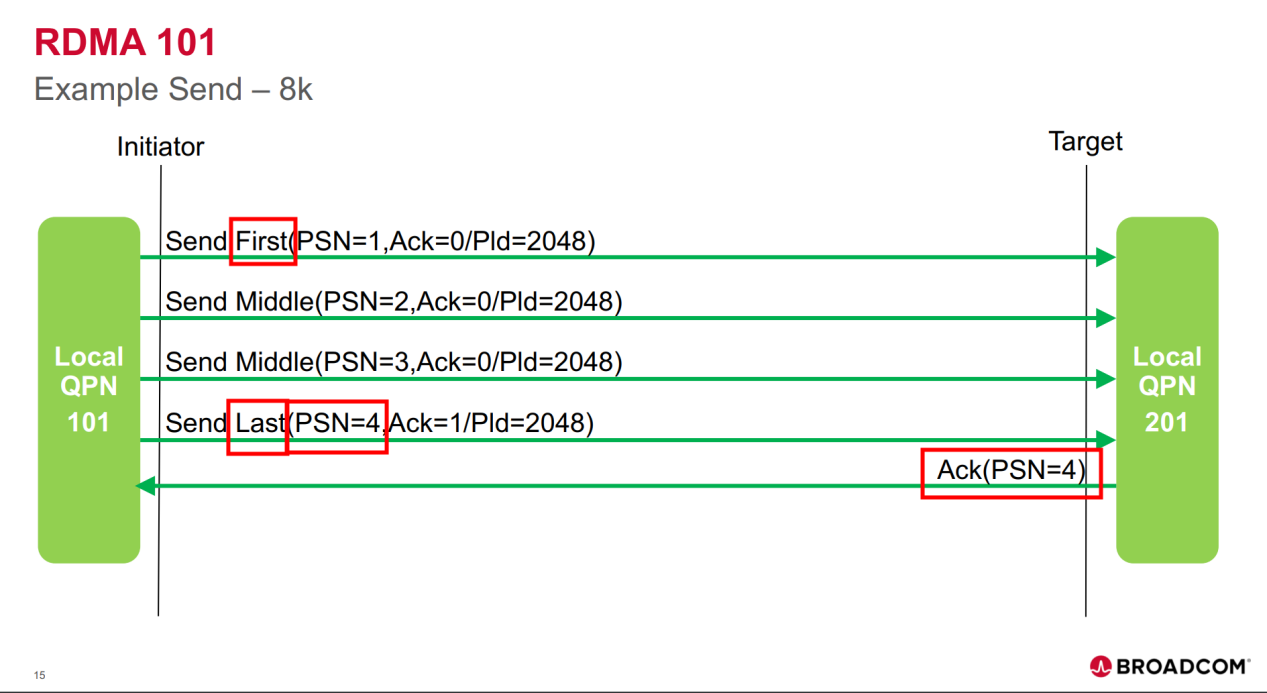 RDMA 101
Example Send – 8k
Initiator
Target
Send First(PSN=1,Ack=0/Pld=2048)
Send Middle(PSN=2,Ack=0/Pld=2048)
Send Middle(PSN=3,Ack=0/Pld=2048)
Send Last(PSN=4,Ack=1/Pld=2048)
Ack(PSN=4)
Local
QPN
101
Local
QPN
201
15
BROADCOM®